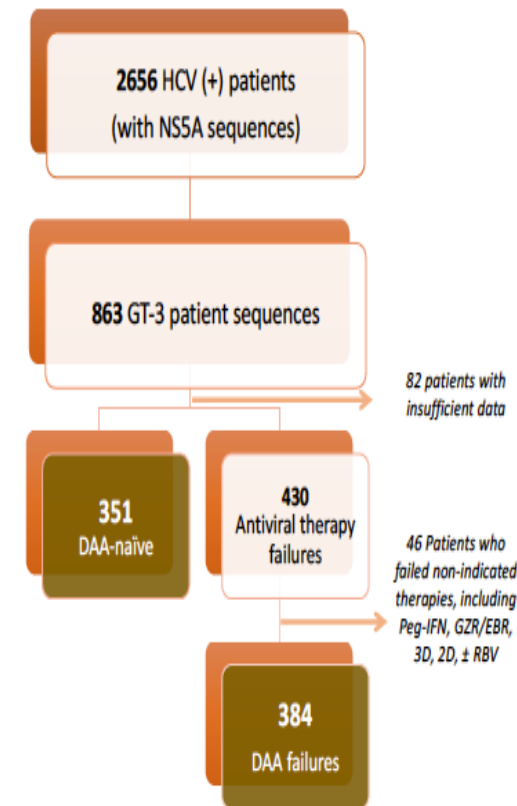 2656 HCV (+) patients
(with NS5A sequences)
863 GT-3 patient sequences
82 patients with
insufficient data
351
DAA-naïve
430
Antiviral therapy
failures
46 Patients who
failed non-indicated
therapies, including
Peg-IFN, GZR/EBR,
3D, 2D, ± RBV
384
DAA failures